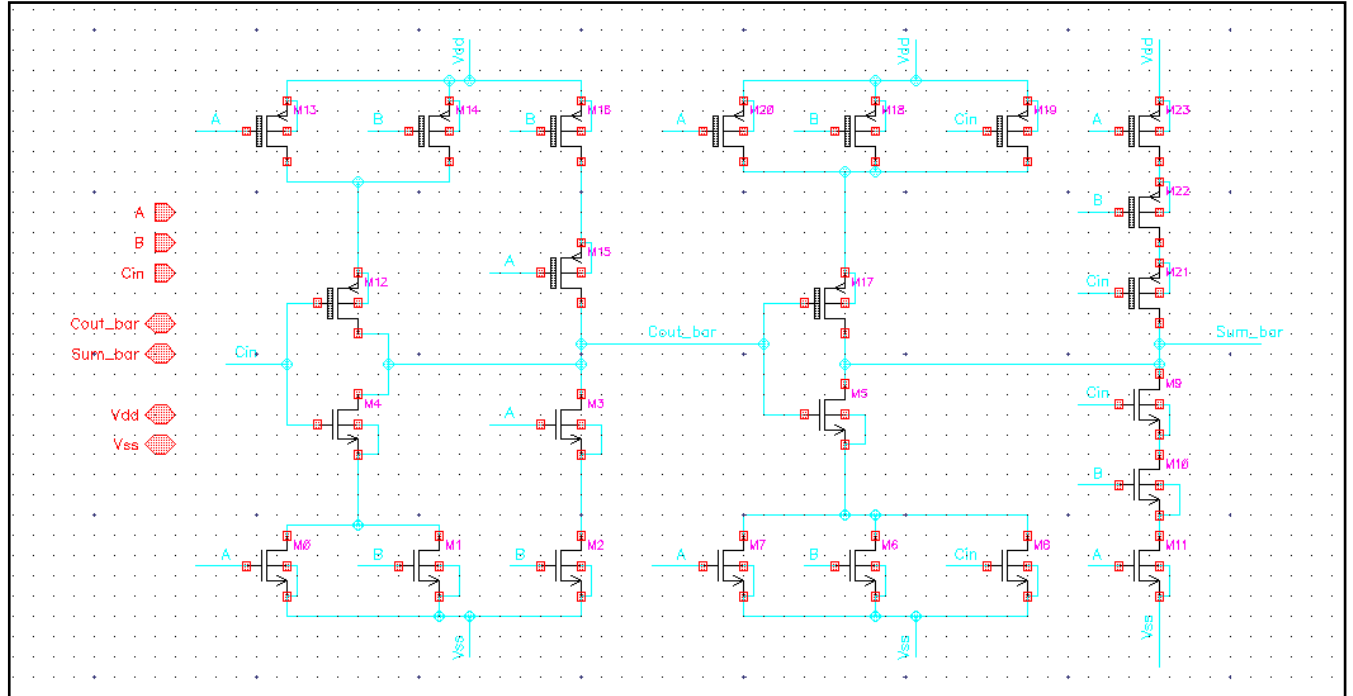 Vdd
Vdd
Vdd
M13
M14
M16
M20
M18
M19
M23
A
B
B
A
B
Cin
A
M22
B
A
B
Cin
M15
A
M12
M17
M21
Cin
Cout_bar
Sum_bar
Cin
Cout_bar
Sum_bar
Vdd
Vss
M4
M3
A
M5
M9
Cin
M10
B
M0
M1
M2
M7
M6
M8
M11
A
B
B
A
B
Cin
A
Vss
Vss
Vss